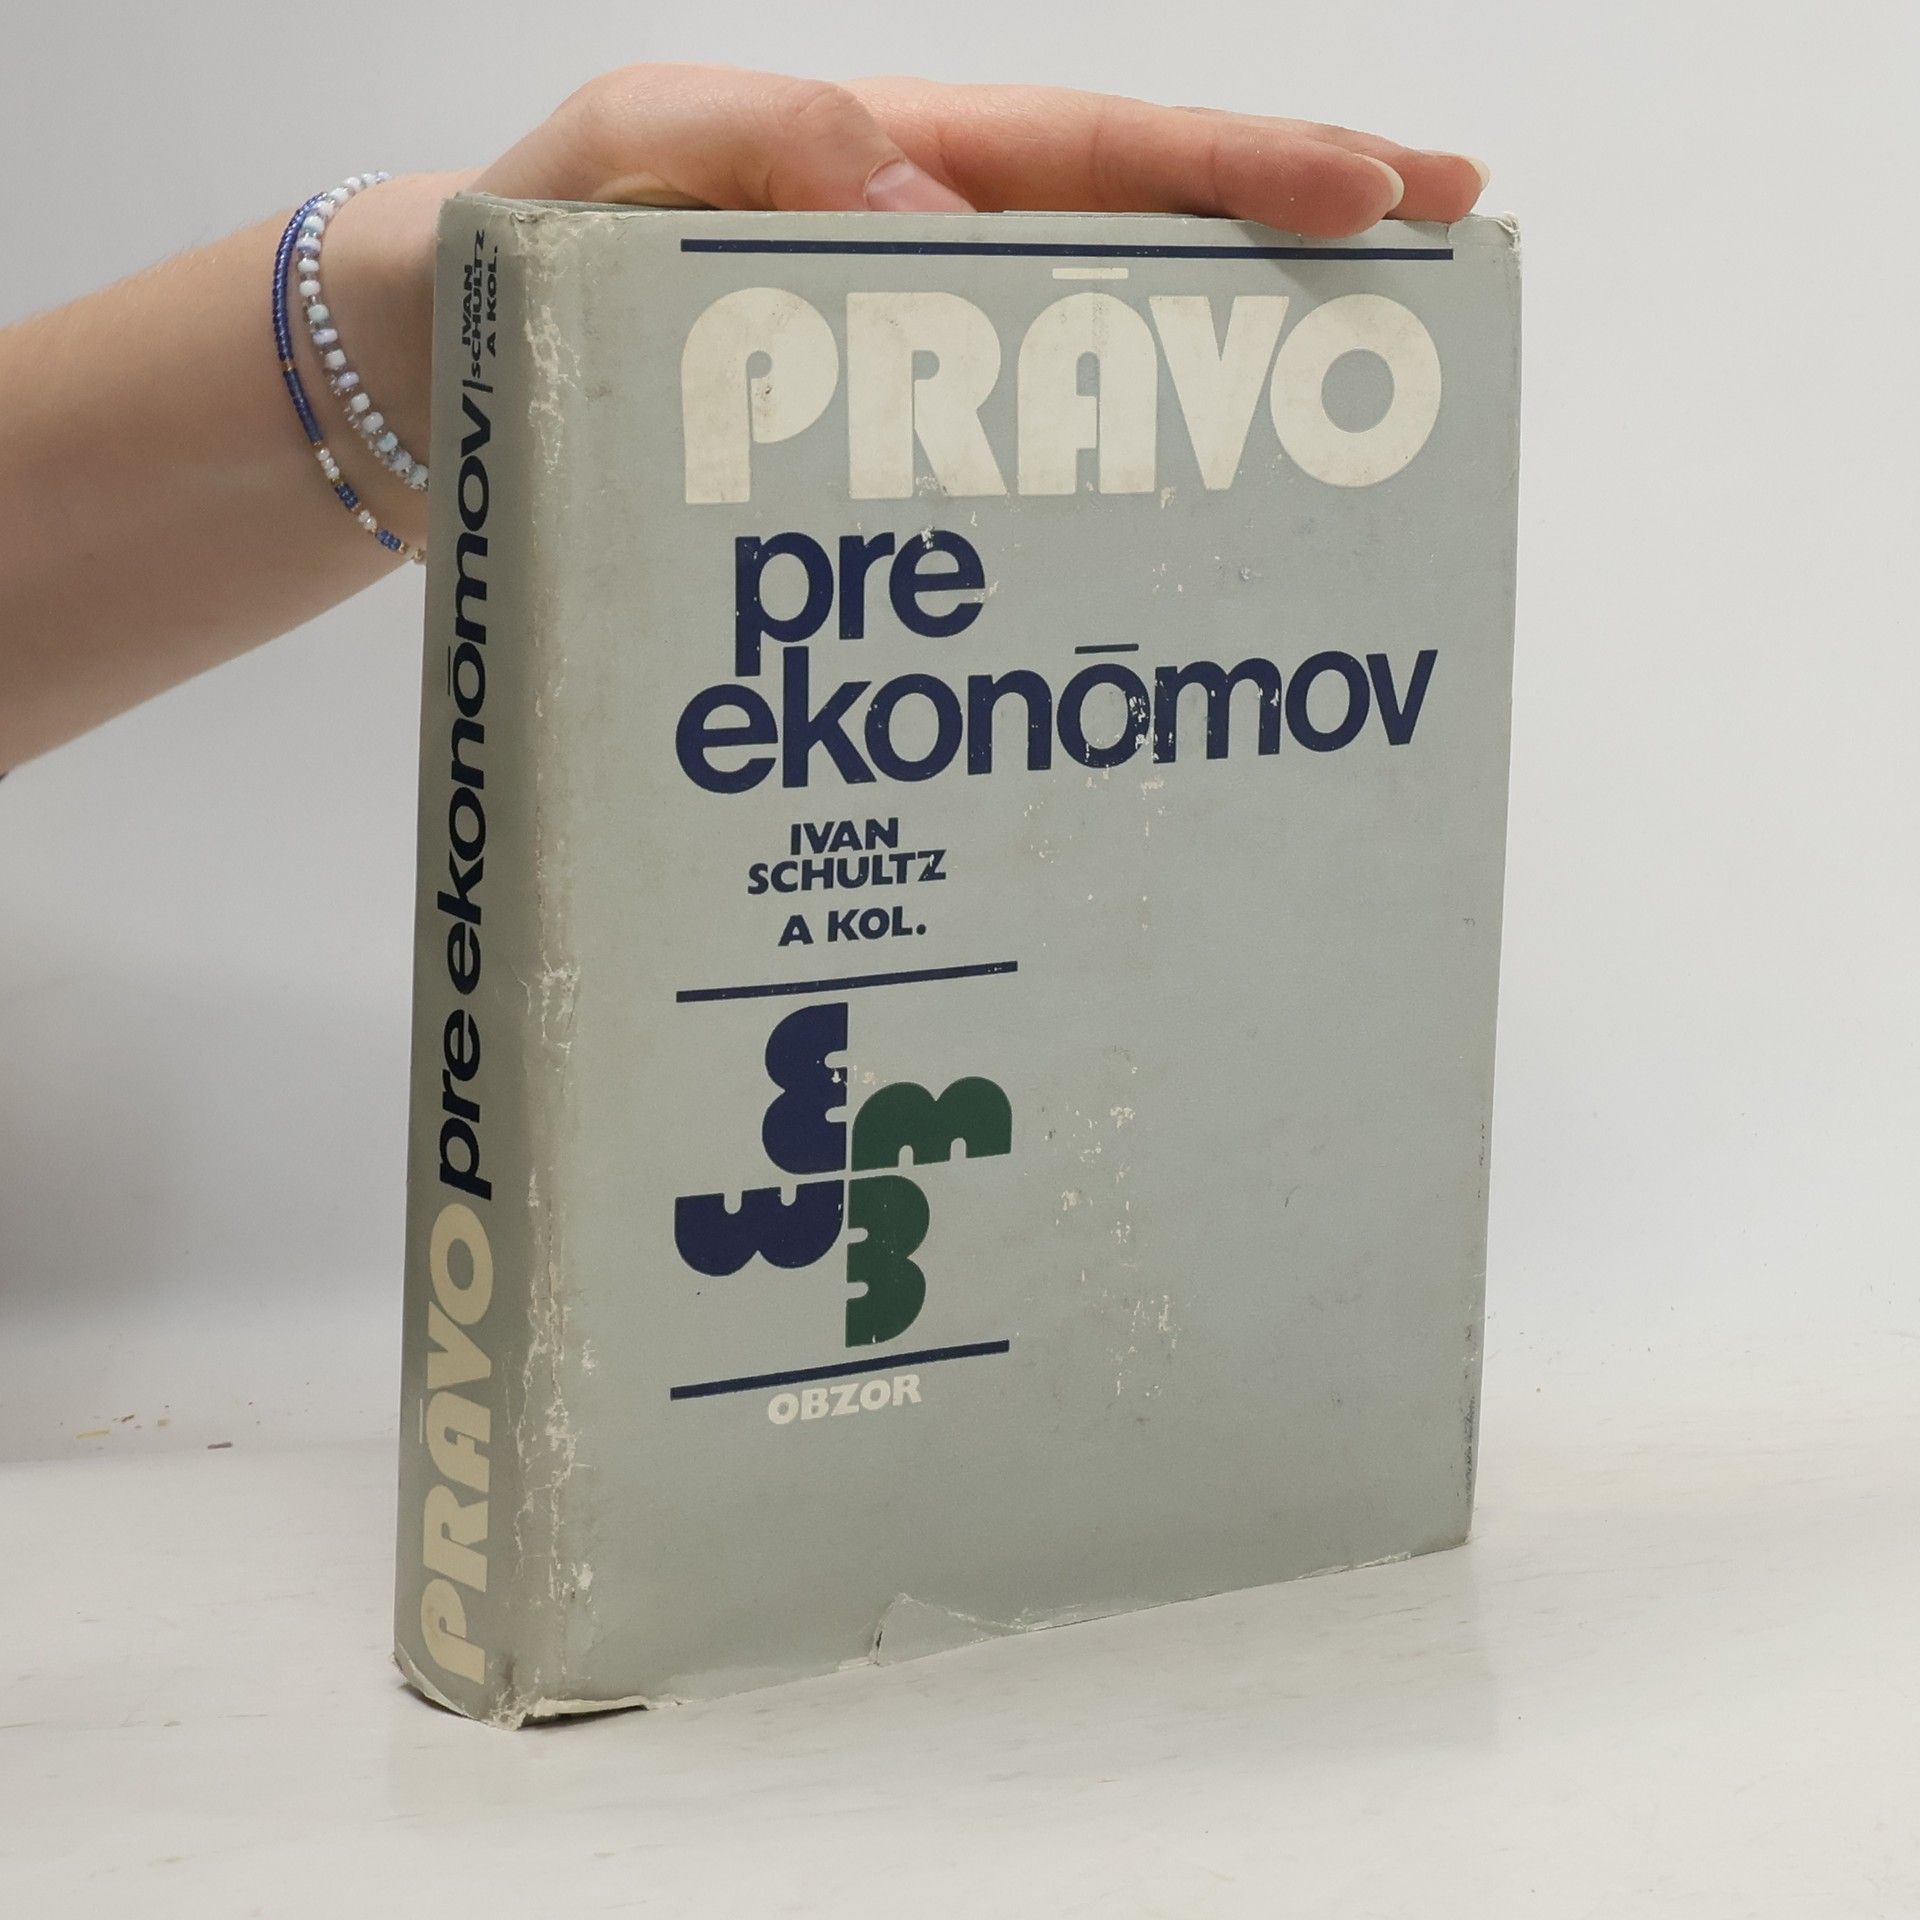 PRÁVO
pre
ekonómov
IVAN
SCHULTZ
A KOL.
OBZOR
PRÁVO pre ekonómov
IVAN
SCHULTZ
A KOL.